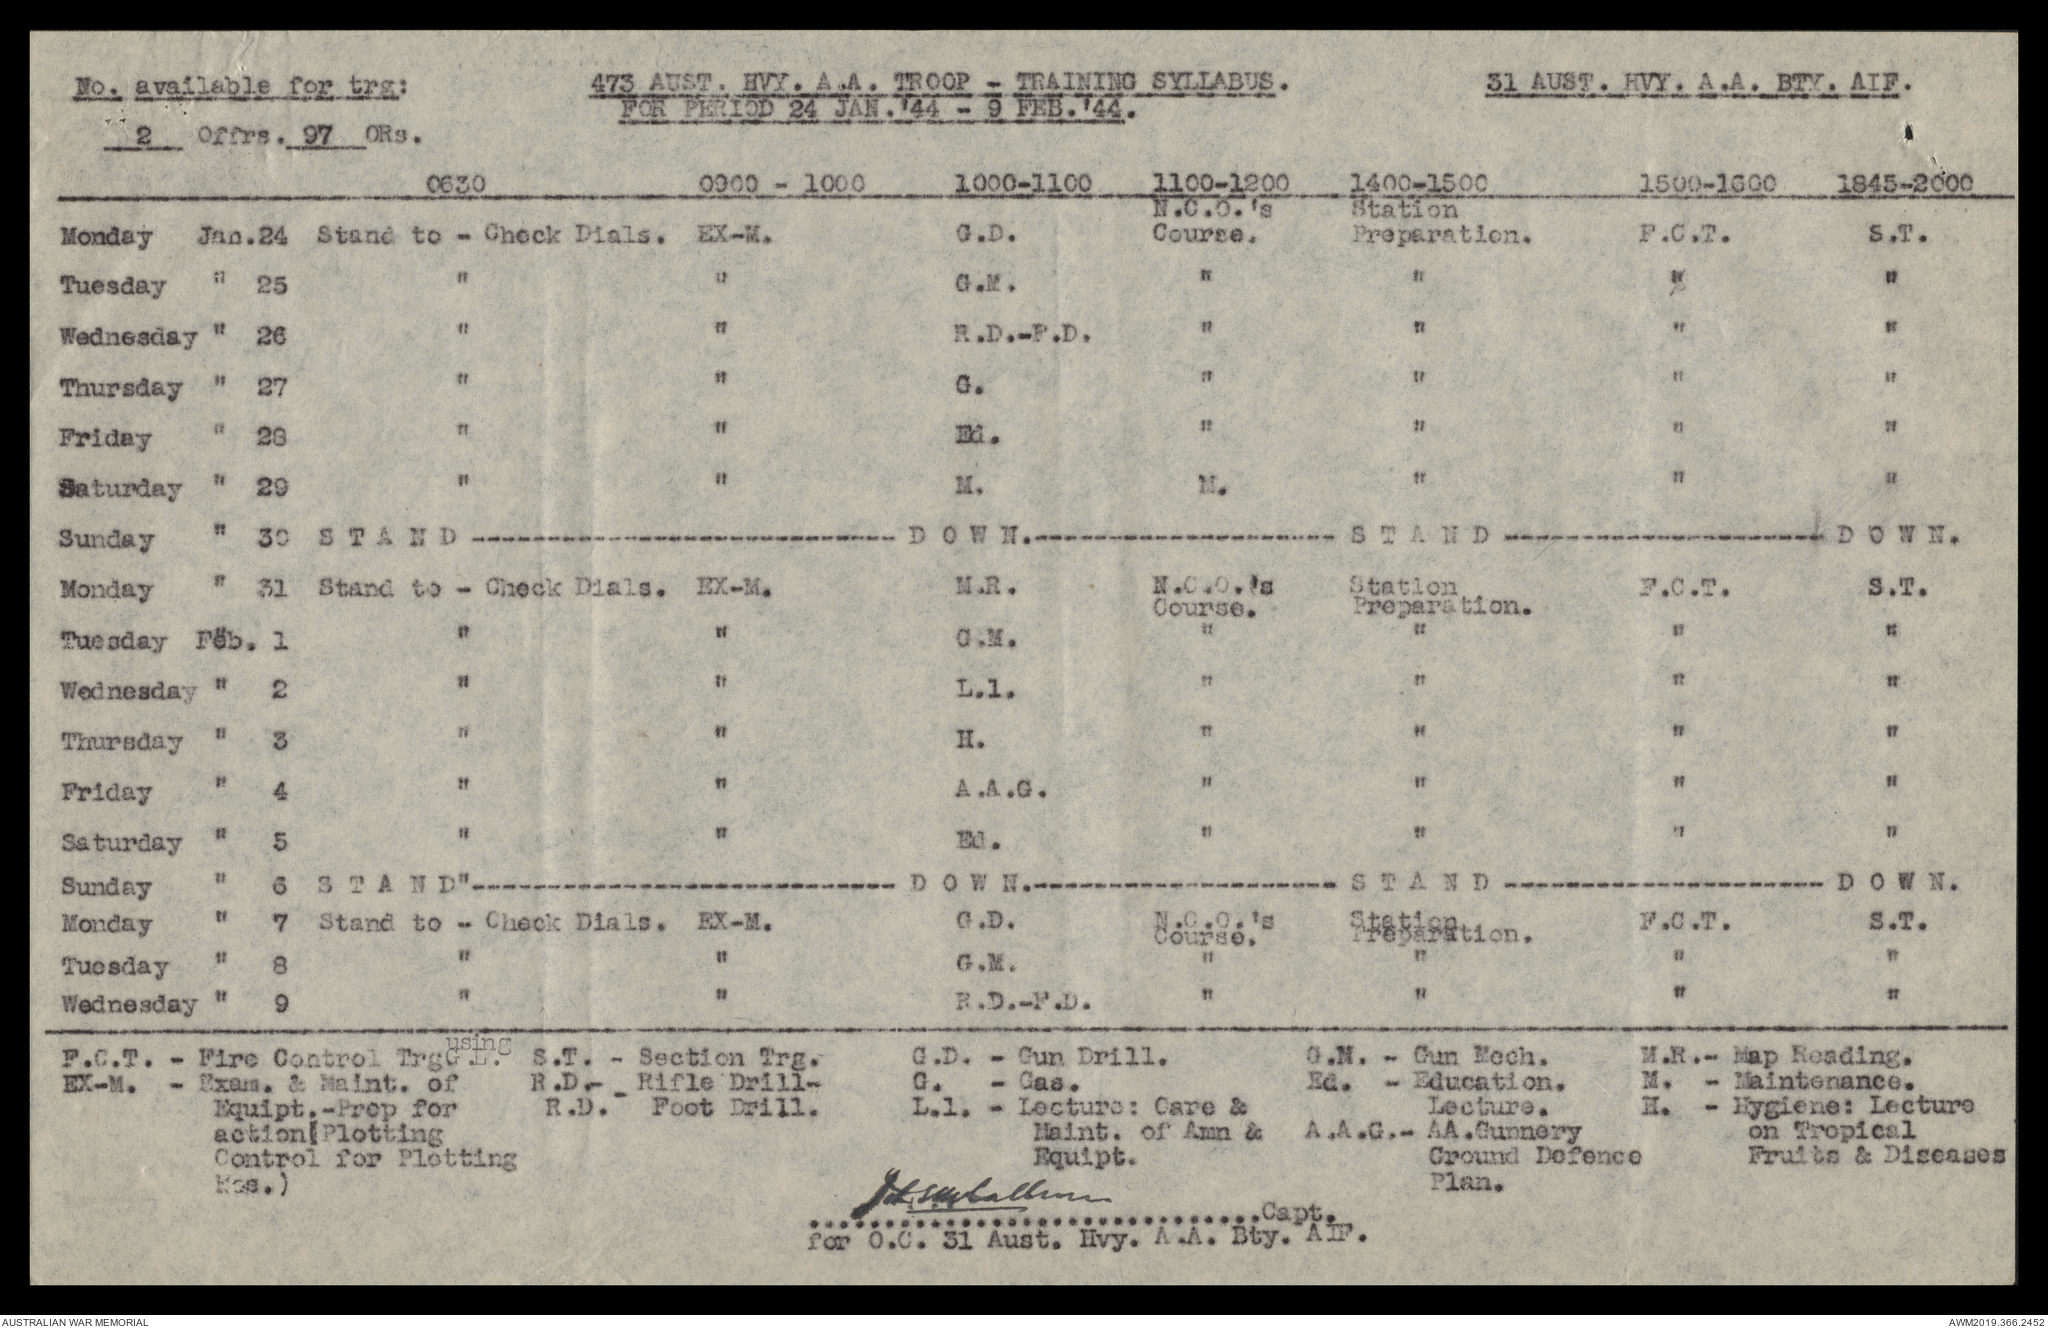 No. available for trg: 473 AUST. HVY. A.A. TROOP - TRAINING SYLLABUS. 31 AUST. HVY. A.A. BTY. AIF.
FOR PERIOD 24 JAN.'44 - 9 FEB.'44.
2 Offrs. 97 ORs.
0630 0900 - 1000 1000-1100 1100-1200 1400-1500 1500-1600 1845-2000
N.C.O.'s Station
Monday Jan.24 Stand to - Check Dials. EX-M. G.D. Course. Preparation. F.C.T. S.T.
Tuesday " 25 " " G.M. " " " "
Wednesday " 26 " " R.D.-F.D. " " " "
Thursday " 27 " " G. " " " "
Friday " 28 " " Ed. " " " "
Saturday " 29 " " M. M. " " "
Sunday " 30 S T A N D --------------------------- D O W N.------------------- S T A N D -------------------- D O W N.
Monday " 31 Stand to - Check Dials. EX-M. M.R. N.C.O.'s Station F.C.T. S.T.
Course. Preparation.
Tuesday Feb. 1 " " G.M. " " " "
Wednesday " 2 " " L.l. " " " "
Thursday " 3 " " H. " " " "
Friday " 4 " " A.A.G. " " " "
Saturday " 5 " " Ed. " " " "
Sunday " 6 S T A N D"--------------------------- D O W N.------------------- S T A N D -------------------- D O W N.
Monday " 7 Stand to - Check Dials. EX-M. G.D. N.C.O.'s Station F.C.T. S.T.
Course. Preparation.
Tuesday " 8 " " G.M. " " " "
Wednesday " 9 " " R.D.-F.D. " " " "
using
F.C.T. - Fire Control TrgG L. S.T. - Section Trg. G.D. - Gun Drill. G.M. - Gun Mech. M.R.- Map Reading.
EX-M. - Exam. & Maint. of R.D.- Rifle Drill- G. - Gas. Ed. - Education. M. - Maintenance.
Equipt.-Prep for R.D.- Foot Drill. L.l. - Lecture: Care & Lecture. H. - Hygiene: Lecture
action(Plotting Maint. of Amn & A.A.G.- AA.Gunnery on Tropical
Control for Plotting Equipt. Ground Defence Fruits & Diseases
Mos.) Plan.
..............................Capt.
for O.C. 31 Aust. Hvy. A.A. Bty. AIF.
AUSTRALIAN WAR MEMORIAL AWM2019.366.2452